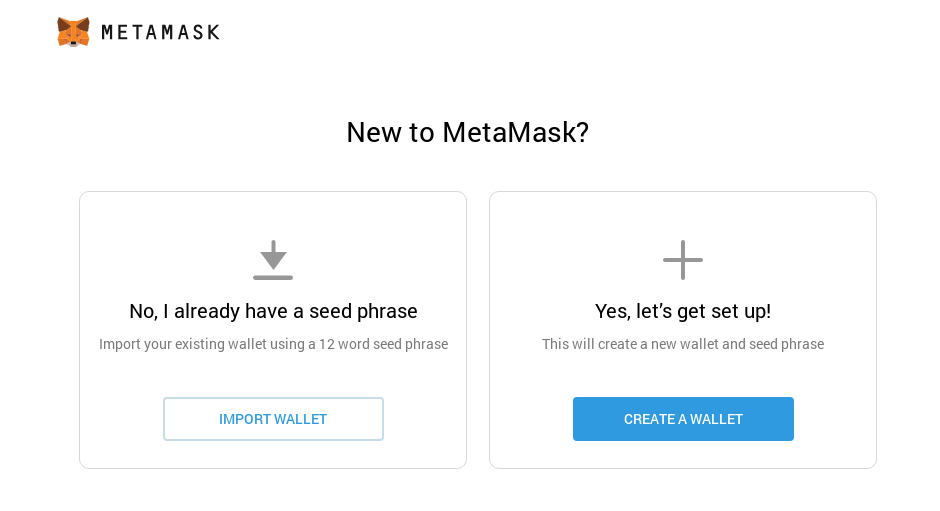 METAMASK
New to MetaMask?
No, I already have a seed phrase
Import your existing wallet using a 12 word seed phrase
IMPORT WALLET
Yes, let’s get set up!
This will create a new wallet and seed phrase
CREATE A WALLET